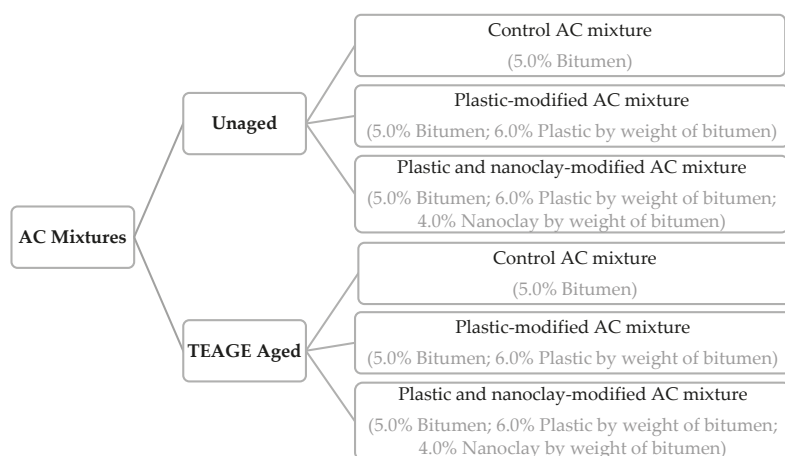 AC Mixtures
Unaged
Control AC mixture
(5.0% Bitumen)
Plastic-modified AC mixture
(5.0% Bitumen; 6.0% Plastic by weight of bitumen)
Plastic and nanoclay-modified AC mixture
(5.0% Bitumen; 6.0% Plastic by weight of bitumen;
4.0% Nanoclay by weight of bitumen)
TEAGE Aged
Control AC mixture
(5.0% Bitumen)
Plastic-modified AC mixture
(5.0% Bitumen; 6.0% Plastic by weight of bitumen)
Plastic and nanoclay-modified AC mixture
(5.0% Bitumen; 6.0% Plastic by weight of bitumen;
4.0% Nanoclay by weight of bitumen)